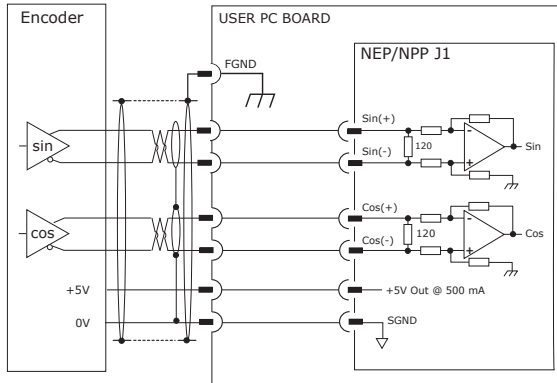 Encoder
USER PC BOARD
NEP/NPP J1
FGND
sin
Sin(+)
Sin(-)
120
-
+
Sin
cos
Cos(+)
Cos(-)
120
-
+
Cos
+5V
+5V Out @ 500 mA
0V
SGND